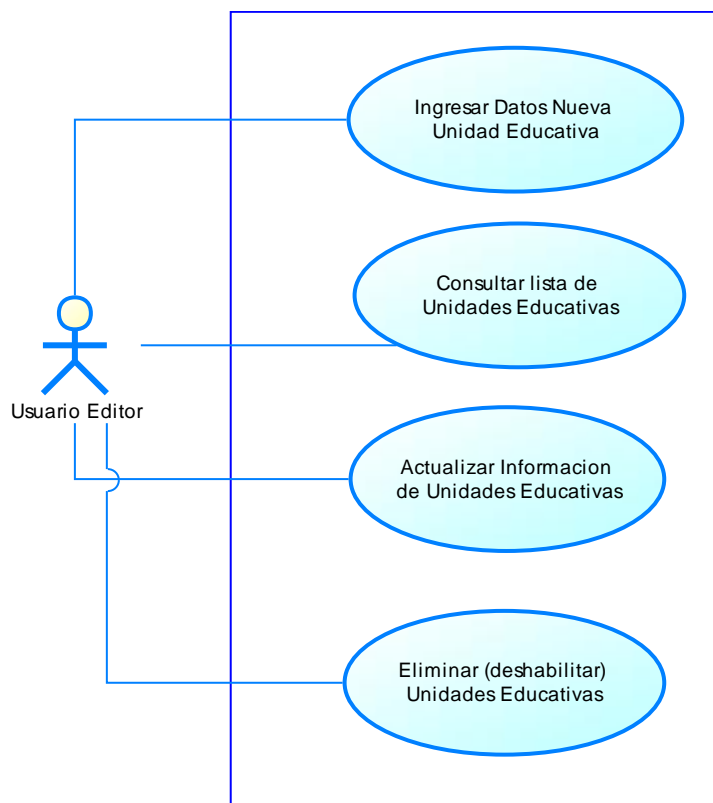 Ingresar Datos Nueva
Unidad Educativa
Consultar lista de
Unidades Educativas
Usuario Editor
Actualizar Informacion
de Unidades Educativas
Eliminar (deshabilitar)
Unidades Educativas